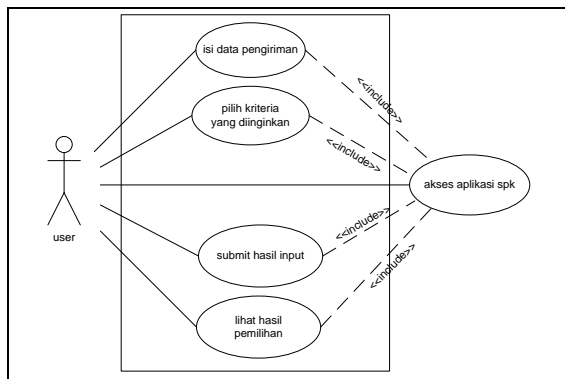 isi data pengiriman
<<include>>
pilih kriteria
yang diinginkan
<<include>>
akses aplikasi spk
user
<<include>>
submit hasil input
<<include>>
lihat hasil
pemilihan